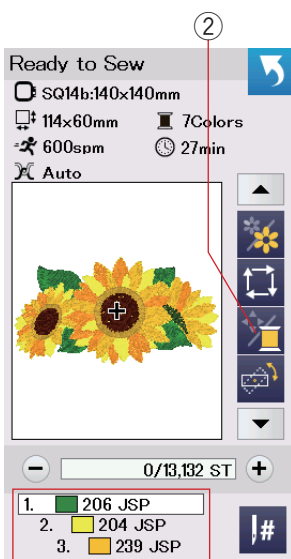 ②
Ready to Sew
SQ14b:140x140mm
114x60mm 7Colors
600spm 27min
Auto
0/13,132 ST
1. 206 JSP
2. 204 JSP
3. 239 JSP
#